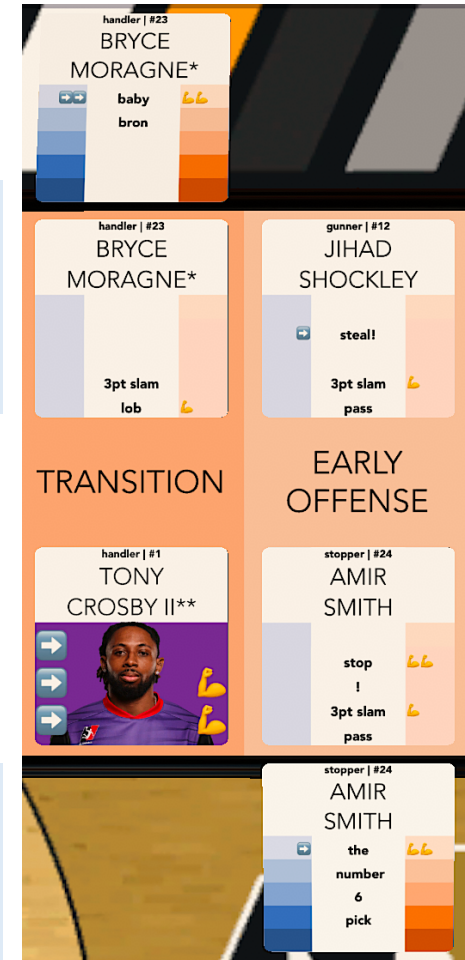 handler | #23
BRYCE
MORAGNE*
➡️➡️ baby 💪💪
bron
handler | #23
BRYCE
MORAGNE*
3pt slam
lob 💪
gunner | #12
JIHAD
SHOCKLEY
➡️ steal!
3pt slam 💪
pass
TRANSITION
EARLY
OFFENSE
handler | #1
TONY
CROSBY II**
stopper | #24
AMIR
SMITH
stop 💪💪
!
3pt slam 💪
pass
stopper | #24
AMIR
SMITH
➡️ the 💪💪
number
6
pick